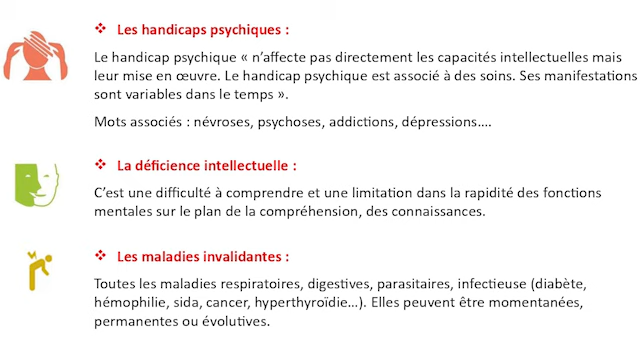 ❖ Les handicaps psychiques :
Le handicap psychique « n’affecte pas directement les capacités intellectuelles mais
leur mise en œuvre. Le handicap psychique est associé à des soins. Ses manifestations
sont variables dans le temps ».
Mots associés : névroses, psychoses, addictions, dépressions....
❖ La déficience intellectuelle :
C’est une difficulté à comprendre et une limitation dans la rapidité des fonctions
mentales sur le plan de la compréhension, des connaissances.
❖ Les maladies invalidantes :
Toutes les maladies respiratoires, digestives, parasitaires, infectieuse (diabète,
hémophilie, sida, cancer, hyperthyroïdie…). Elles peuvent être momentanées,
permanentes ou évolutives.